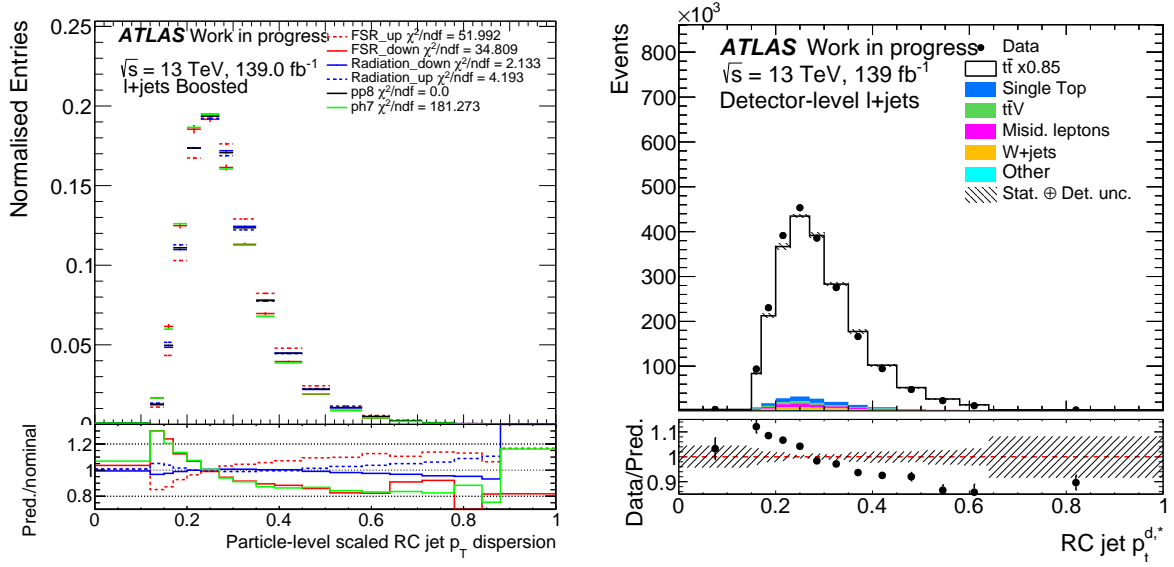 ATLAS Work in progress
√s = 13 TeV, 139.0 fb⁻¹
l+jets Boosted
FSR_up χ²/ndf = 51.992
FSR_down χ²/ndf = 34.809
Radiation_down χ²/ndf = 2.133
Radiation_up χ²/ndf = 4.193
pp8 χ²/ndf = 0.0
ph7 χ²/ndf = 181.273
Normalised Entries
0.25
0.2
0.15
0.1
0.05
0
Pred./nominal
1.2
1
0.8
0 0.2 0.4 0.6 0.8 1
Particle-level scaled RC jet p_T dispersion
×10³
Events
800
700
600
500
400
300
200
100
ATLAS Work in progress
√s = 13 TeV, 139 fb⁻¹
Detector-level l+jets
Data
tt̄ x0.85
Single Top
tt̄V
Misid. leptons
W+jets
Other
Stat. ⊕ Det. unc.
Data/Pred.
1.1
1
0.9
0 0.2 0.4 0.6 0.8 1
RC jet p_t^{d,*}